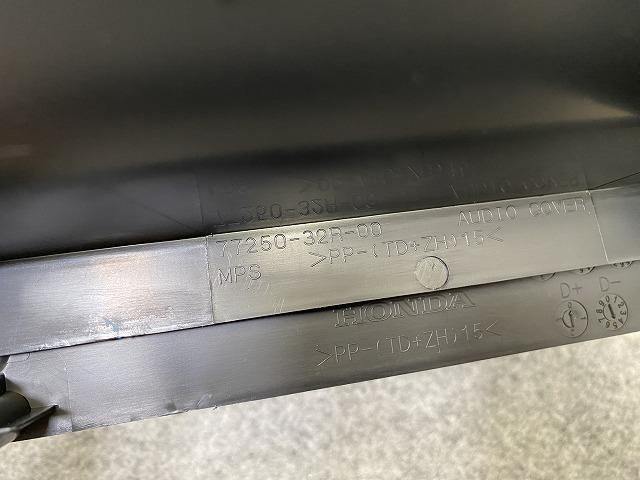 77250-32R-00
AUDIO COVER
MPS
>PP-(TD+ZH)15<
HONDA
D+ D-
>PP-(TD+ZH)15<